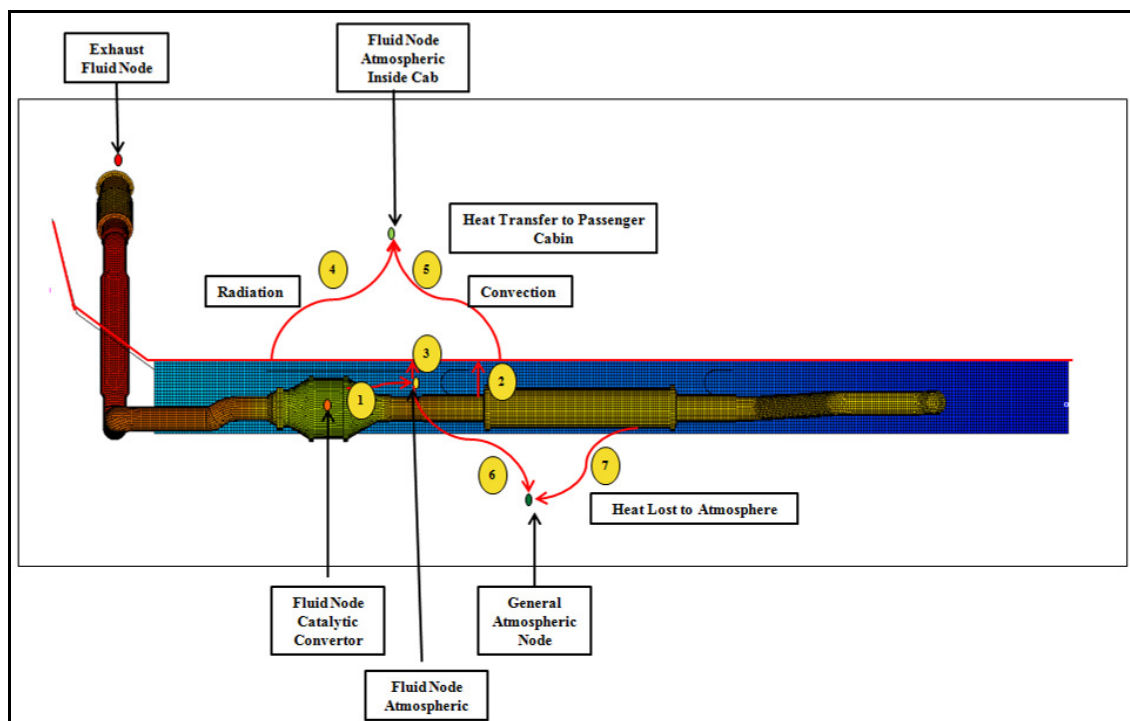 Exhaust
Fluid Node
Fluid Node
Atmospheric
Inside Cab
Heat Transfer to Passenger
Cabin
4
5
Radiation
Convection
3
1
2
6
7
Heat Lost to Atmosphere
Fluid Node
Catalytic
Convertor
General
Atmospheric
Node
Fluid Node
Atmospheric